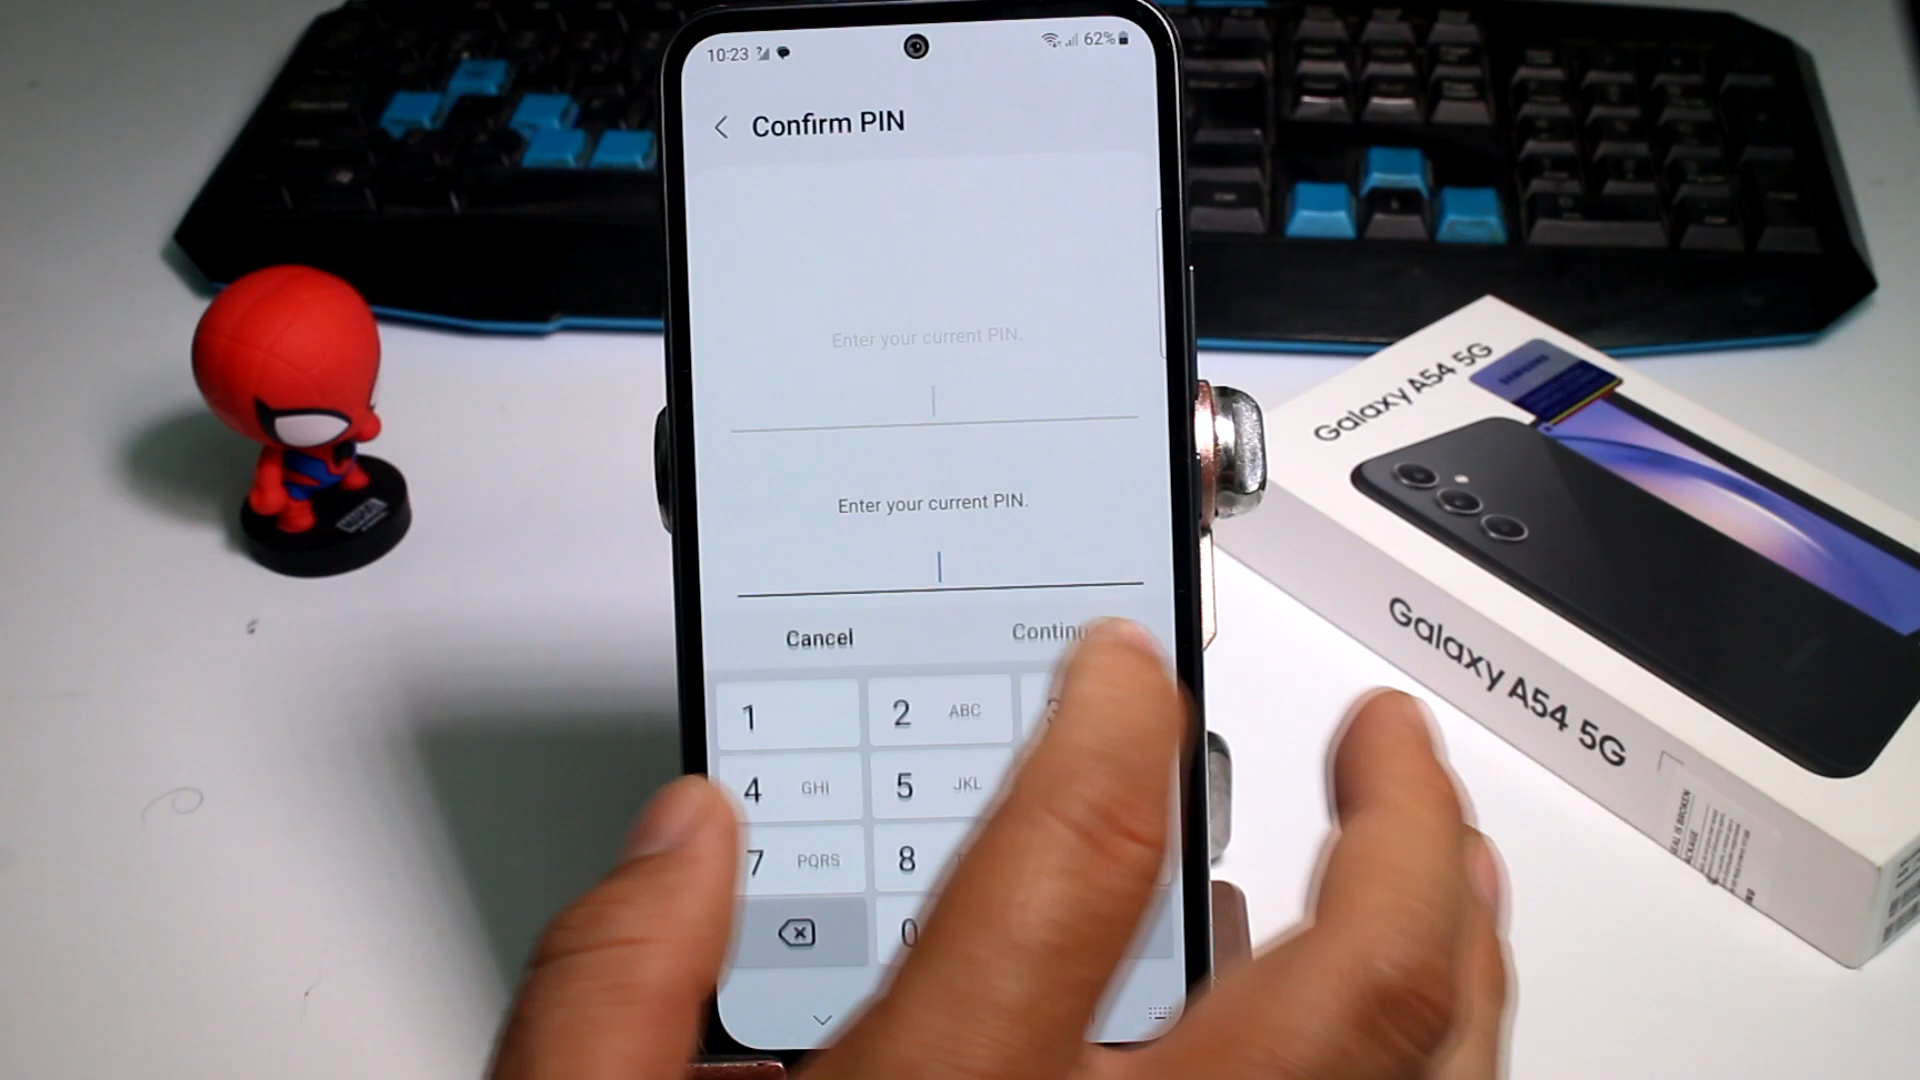 10:23
62%
Confirm PIN
Enter your current PIN.
Enter your current PIN.
Cancel
1
2 ABC
4 GHI
5 JKL
7 PQRS
8
0
Galaxy A54 5G
SAMSUNG
Galaxy A54 5G